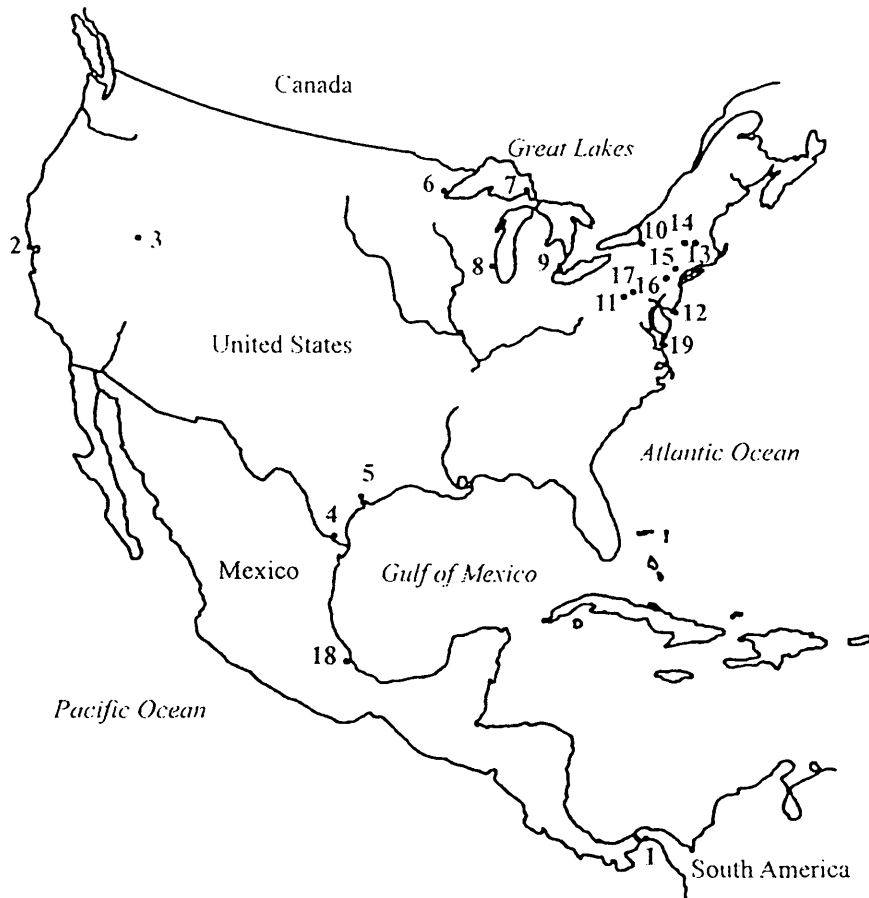 Canada
Great Lakes
6
7
10
14
2
3
8
9
15
13
17
16
11
12
United States
19
Atlantic Ocean
5
4
Mexico
Gulf of Mexico
18
Pacific Ocean
1
South America